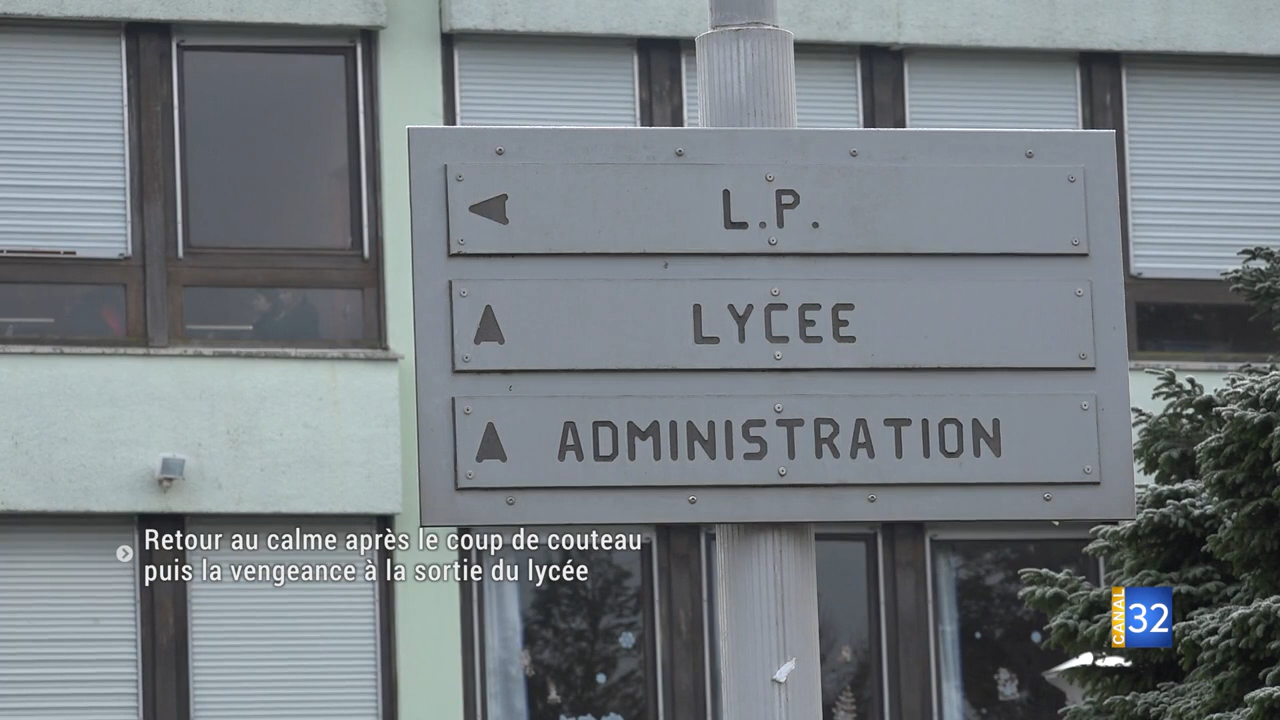 L.P.
LYCEE
ADMINISTRATION
Retour au calme après le coup de couteau
puis la vengeance à la sortie du lycée
CANAL 32